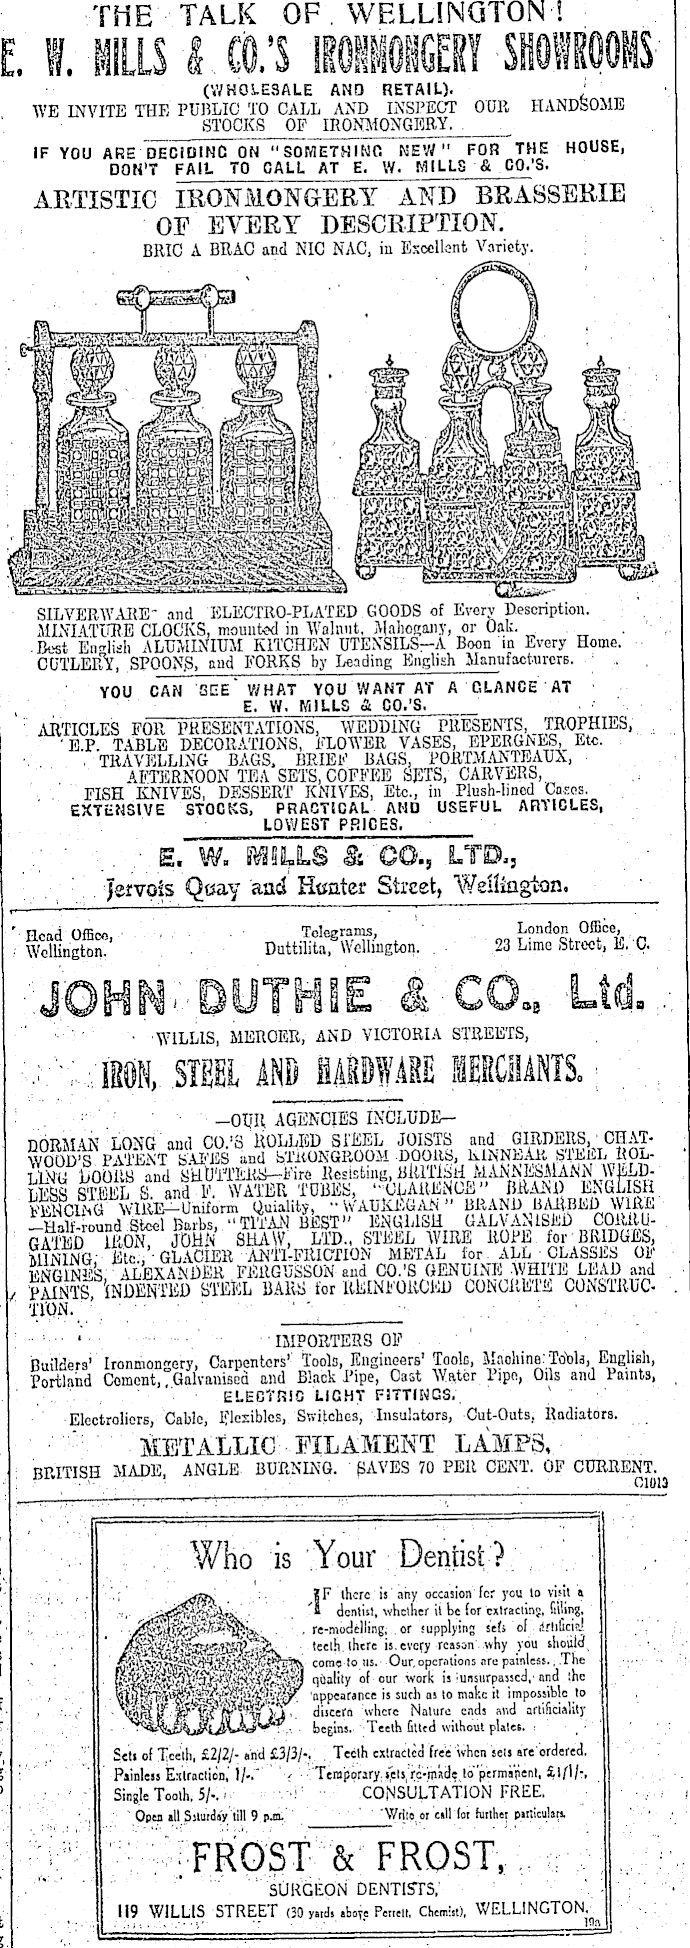 THE TALK OF WELLINGTON!
E. W. MILLS & CO.'S IRONMONGERY SHOWROOMS
(WHOLESALE AND RETAIL).
WE INVITE THE PUBLIC TO CALL AND INSPECT OUR HANDSOME
STOCKS OF IRONMONGERY.
IF YOU ARE DECIDING ON "SOMETHING NEW" FOR THE HOUSE,
DON'T FAIL TO CALL AT E. W. MILLS & CO.'S.
ARTISTIC IRONMONGERY AND BRASSERIE
OF EVERY DESCRIPTION.
BRIC A BRAC and NIC NAC, in Excellent Variety.
SILVERWARE and ELECTRO-PLATED GOODS of Every Description.
MINIATURE CLOCKS, mounted in Walnut, Mahogany, or Oak.
Best English ALUMINIUM KITCHEN UTENSILS—A Boon in Every Home.
CUTLERY, SPOONS, and FORKS by Leading English Manufacturers.
YOU CAN SEE WHAT YOU WANT AT A GLANCE AT
E. W. MILLS & CO.'S.
ARTICLES FOR PRESENTATIONS, WEDDING PRESENTS, TROPHIES,
E.P. TABLE DECORATIONS, FLOWER VASES, EPERGNES, Etc.
TRAVELLING BAGS, BRIEF BAGS, PORTMANTEAUX,
AFTERNOON TEA SETS, COFFEE SETS, CARVERS,
FISH KNIVES, DESSERT KNIVES, Etc., in Plush-lined Cases.
EXTENSIVE STOCKS, PRACTICAL AND USEFUL ARTICLES,
LOWEST PRICES.
E. W. MILLS & CO., LTD.,
Jervois Quay and Hunter Street, Wellington.
Head Office, Telegrams, London Office,
Wellington. Duttilita, Wellington. 23 Lime Street, E. C.
JOHN DUTHIE & CO., Ltd.
WILLIS, MERCER, AND VICTORIA STREETS,
IRON, STEEL AND HARDWARE MERCHANTS.
—OUR AGENCIES INCLUDE—
DORMAN LONG and CO.'S ROLLED STEEL JOISTS and GIRDERS, CHAT-
WOOD'S PATENT SAFES and STRONGROOM DOORS, KINNEAR STEEL ROL-
LING DOORS and SHUTTERS—Fire Resisting, BRITISH MANNESMANN WELD-
LESS STEEL S. and F. WATER TUBES, "CLARENCE" BRAND ENGLISH
FENCING WIRE—Uniform Quiality, "WAUKEGAN" BRAND BARBED WIRE
—Half-round Steel Barbs, "TITAN BEST" ENGLISH GALVANISED CORRU-
GATED IRON, JOHN SHAW, LTD., STEEL WIRE ROPE for BRIDGES,
MINING, Etc., GLACIER ANTI-FRICTION METAL for ALL CLASSES OF
ENGINES, ALEXANDER FERGUSSON and CO.'S GENUINE WHITE LEAD and
PAINTS, INDENTED STEEL BARS for REINFORCED CONCRETE CONSTRUC-
TION.
IMPORTERS OF
Builders' Ironmongery, Carpenters' Tools, Engineers' Tools, Machine Tools, English,
Portland Cement, Galvanised and Black Pipe, Cast Water Pipe, Oils and Paints,
ELECTRIC LIGHT FITTINGS.
Electroliers, Cable, Flexibles, Switches, Insulators, Cut-Outs, Radiators.
METALLIC FILAMENT LAMPS,
BRITISH MADE, ANGLE BURNING. SAVES 70 PER CENT. OF CURRENT.
C1013
Who is Your Dentist?
IF there is any occasion for you to visit a
dentist, whether it be for extracting, filling,
re-modelling, or supplying sets of artificial
teeth there is every reason why you should
come to us. Our operations are painless. The
quality of our work is unsurpassed, and the
appearance is such as to make it impossible to
discern where Nature ends and artificiality
begins. Teeth fitted without plates.
Sets of Teeth, £2/2/- and £3/3/-. Teeth extracted free when sets are ordered.
Painless Extraction, 1/-. Temporary sets re-made to permanent, £1/1/-.
Single Tooth, 5/-. CONSULTATION FREE.
Open all Saturday till 9 p.m. Write or call for further particulars.
FROST & FROST,
SURGEON DENTISTS,
119 WILLIS STREET (30 yards above Perrett, Chemist), WELLINGTON.
19a